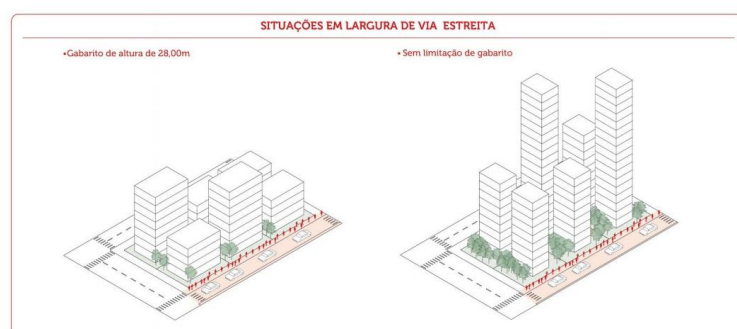 SITUAÇÕES EM LARGURA DE VIA ESTREITA
•Gabarito de altura de 28,00m
• Sem limitação de gabarito